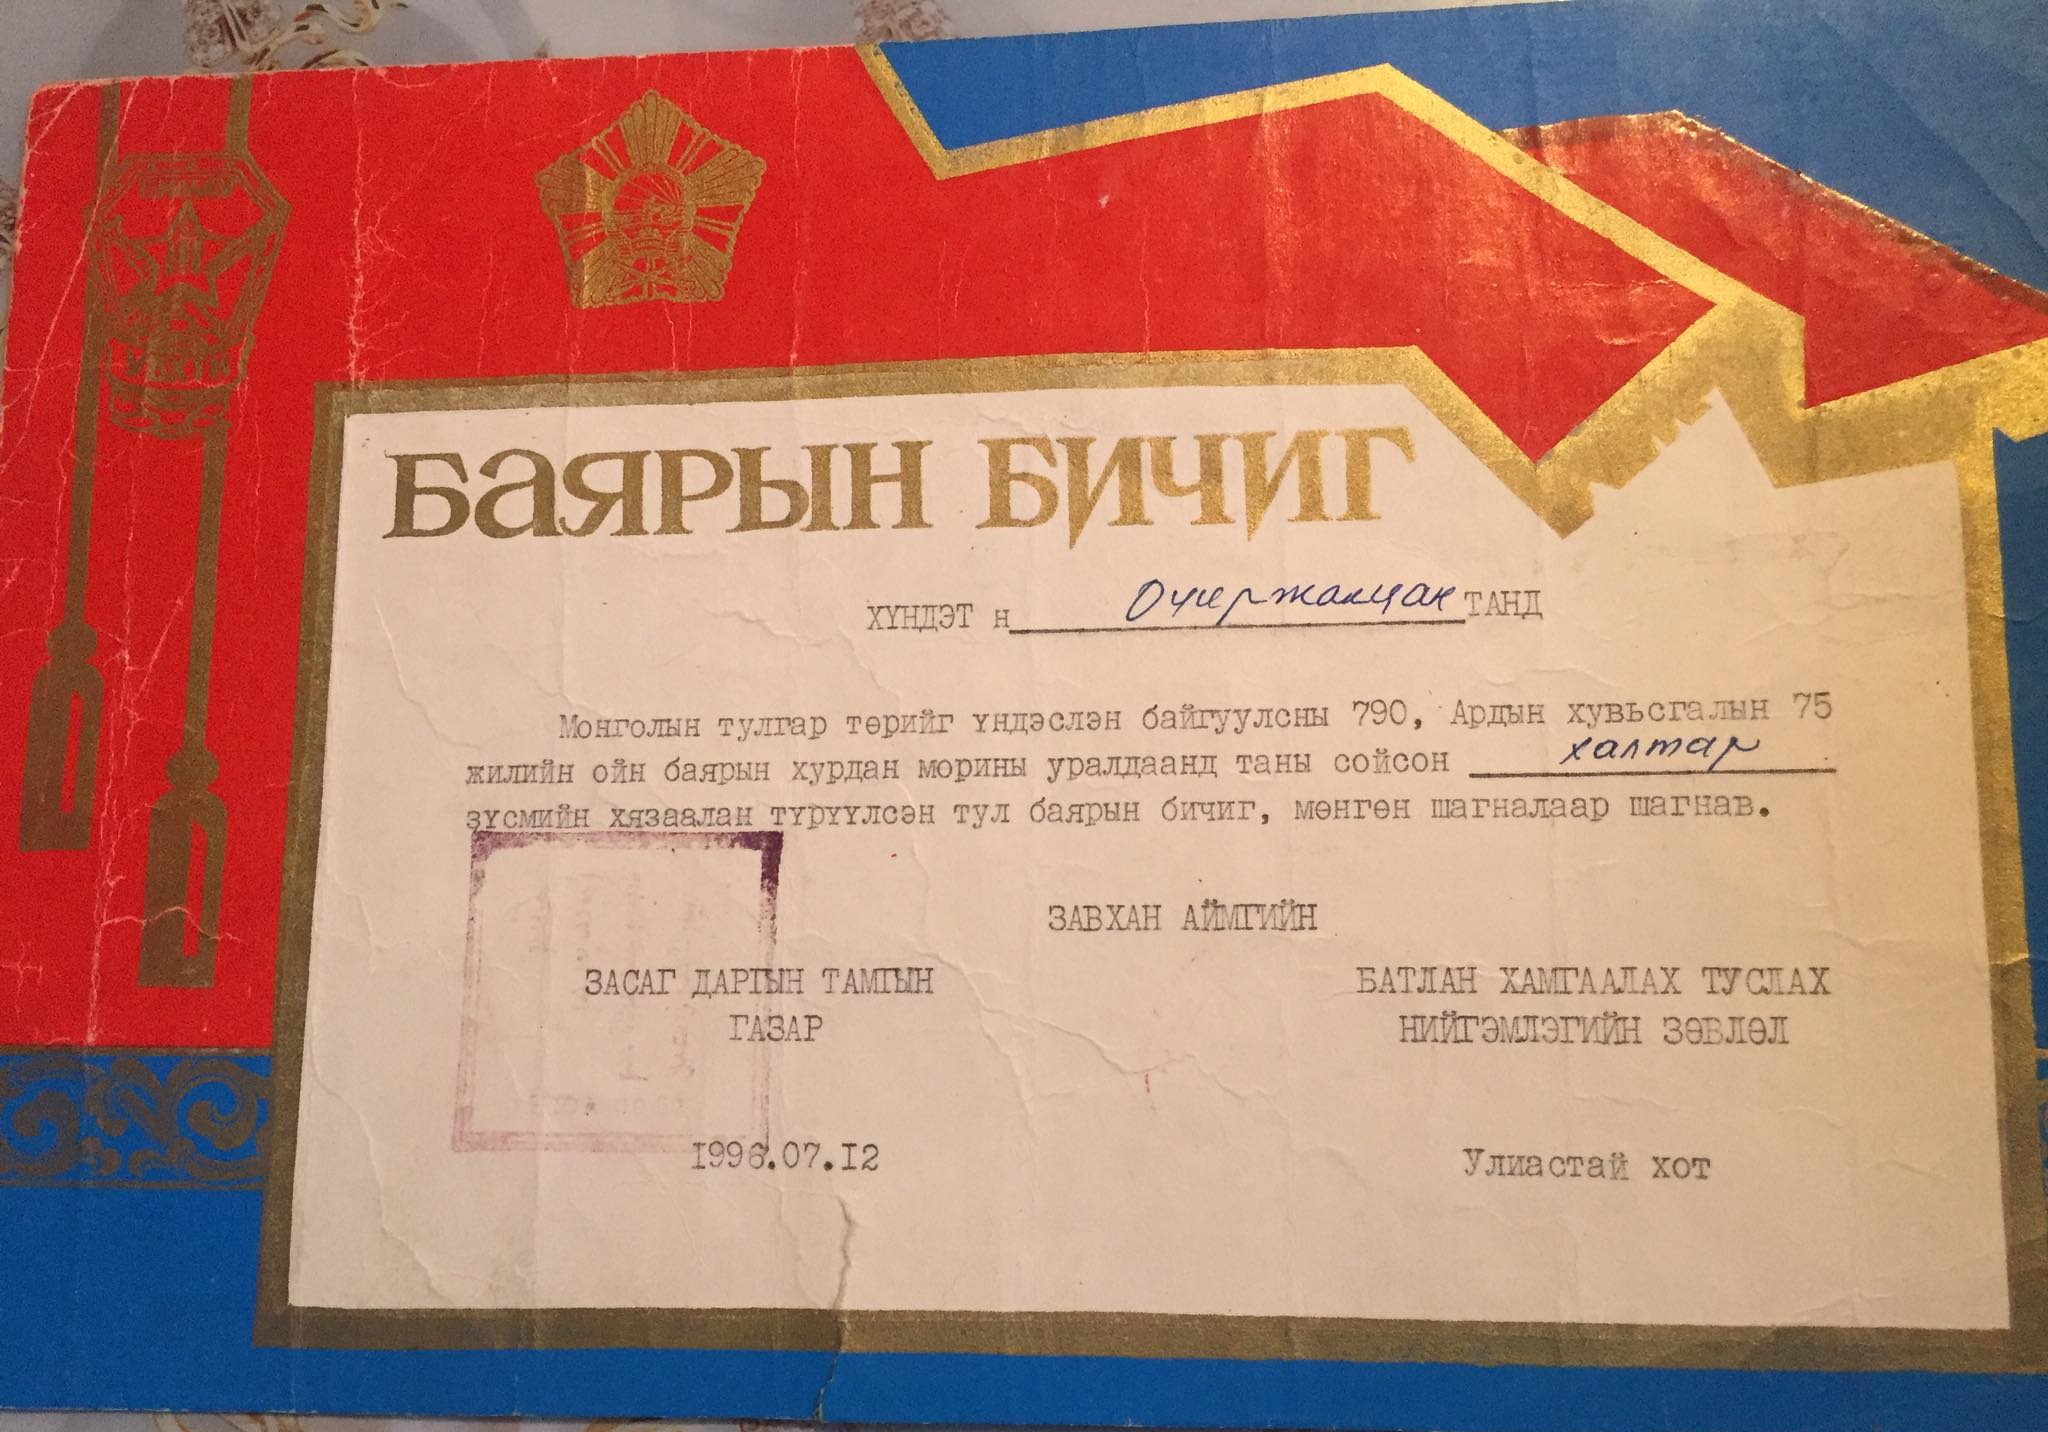 БАЯРЫН БИЧИГ
ХҮНДЭТ н Очиржалцан ТАНД
Монголын тулгар төрийг үндэслэн байгуулсны 790, Ардын хувьсгалын 75
жилийн ойн баярын хурдан морины уралдаанд таны сойсон халтар
зүсмийн хязаалан түрүүлсэн тул баярын бичиг, мөнгөн шагналаар шагнав.
ЗАВХАН АЙМГИЙН
ЗАСАГ ДАРГЫН ТАМГЫН
ГАЗАР
БАТЛАН ХАМГААЛАХ ТУСЛАХ
НИЙГЭМЛЭГИЙН ЗӨВЛӨЛ
1996.07.12
Улиастай хот